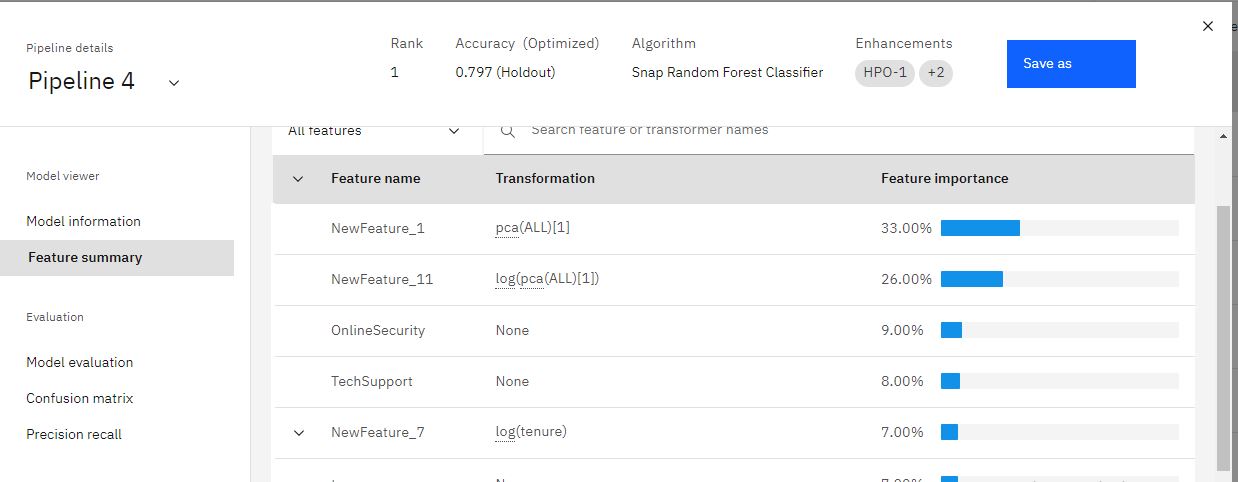 Pipeline details
Pipeline 4
Rank
1
Accuracy (Optimized)
0.797 (Holdout)
Algorithm
Snap Random Forest Classifier
Enhancements
HPO-1 +2
Save as
Model viewer
Model information
Feature summary
Evaluation
Model evaluation
Confusion matrix
Precision recall
All features
Search feature or transformer names
Feature name Transformation Feature importance
NewFeature_1 pca(ALL)[1] 33.00%
NewFeature_11 log(pca(ALL)[1]) 26.00%
OnlineSecurity None 9.00%
TechSupport None 8.00%
NewFeature_7 log(tenure) 7.00%